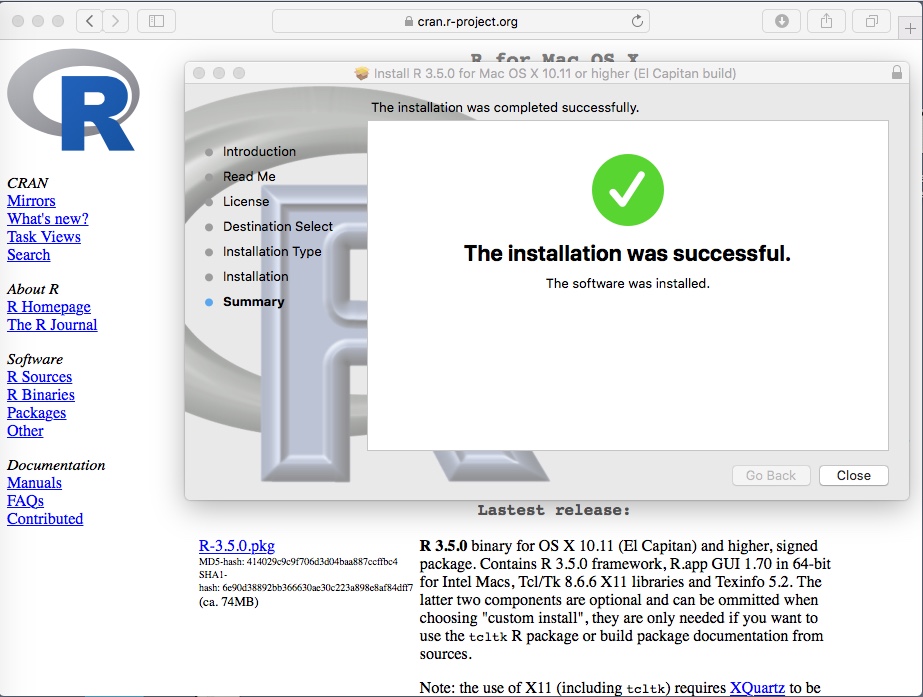 cran.r-project.org
R for Mac OS X
Install R 3.5.0 for Mac OS X 10.11 or higher (El Capitan build)
The installation was completed successfully.
Introduction
Read Me
License
Destination Select
Installation Type
Installation
Summary
The installation was successful.
The software was installed.
Go Back
Close
R
CRAN
Mirrors
What's new?
Task Views
Search
About R
R Homepage
The R Journal
Software
R Sources
R Binaries
Packages
Other
Documentation
Manuals
FAQs
Contributed
Lastest release:
R-3.5.0.pkg
MD5-hash: 414029c9c9f706d3d04baa887ccffbc4
SHA1-
hash: 6e90d38892bb366630ae30c223a898e8af84dff7
(ca. 74MB)
R 3.5.0 binary for OS X 10.11 (El Capitan) and higher, signed
package. Contains R 3.5.0 framework, R.app GUI 1.70 in 64-bit
for Intel Macs, Tcl/Tk 8.6.6 X11 libraries and Texinfo 5.2. The
latter two components are optional and can be ommitted when
choosing "custom install", they are only needed if you want to
use the tcltk R package or build package documentation from
sources.
Note: the use of X11 (including tcltk) requires XQuartz to be